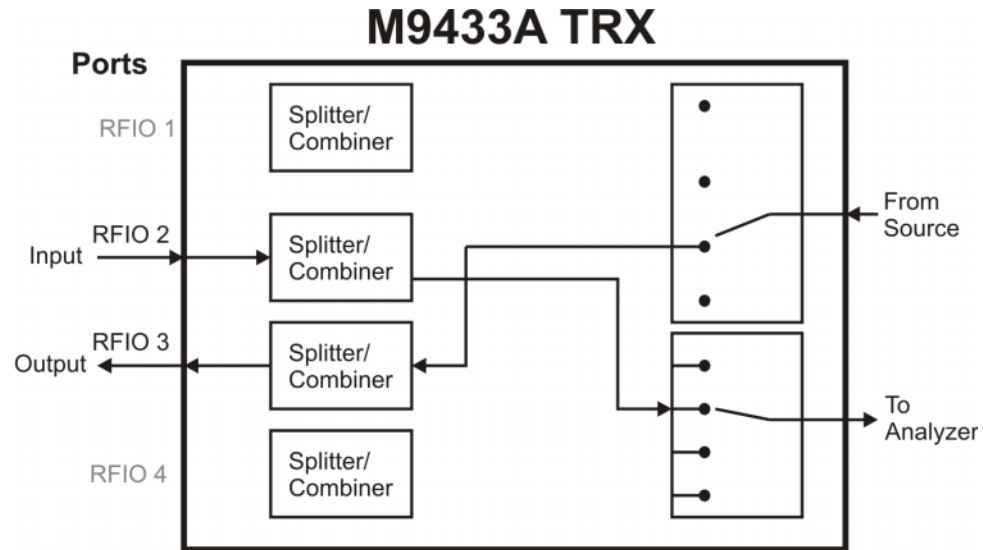 M9433A TRX
Ports
RFIO 1
Splitter/
Combiner
From
Source
RFIO 2
Input
Splitter/
Combiner
RFIO 3
Output
Splitter/
Combiner
To
Analyzer
RFIO 4
Splitter/
Combiner